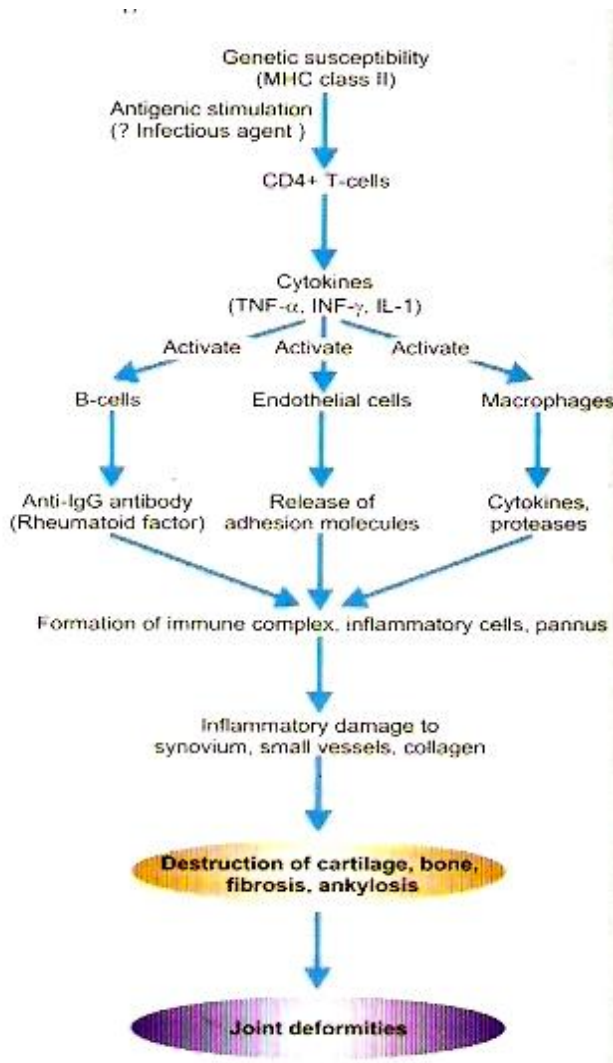 Genetic susceptibility
(MHC class II)
Antigenic stimulation
(? Infectious agent )
CD4+ T-cells
Cytokines
(TNF-α, INF-γ, IL-1)
Activate Activate Activate
B-cells Endothelial cells Macrophages
Anti-IgG antibody Release of Cytokines,
(Rheumatoid factor) adhesion molecules proteases
Formation of immune complex, inflammatory cells, pannus
Inflammatory damage to
synovium, small vessels, collagen
Destruction of cartilage, bone,
fibrosis, ankylosis
Joint deformities